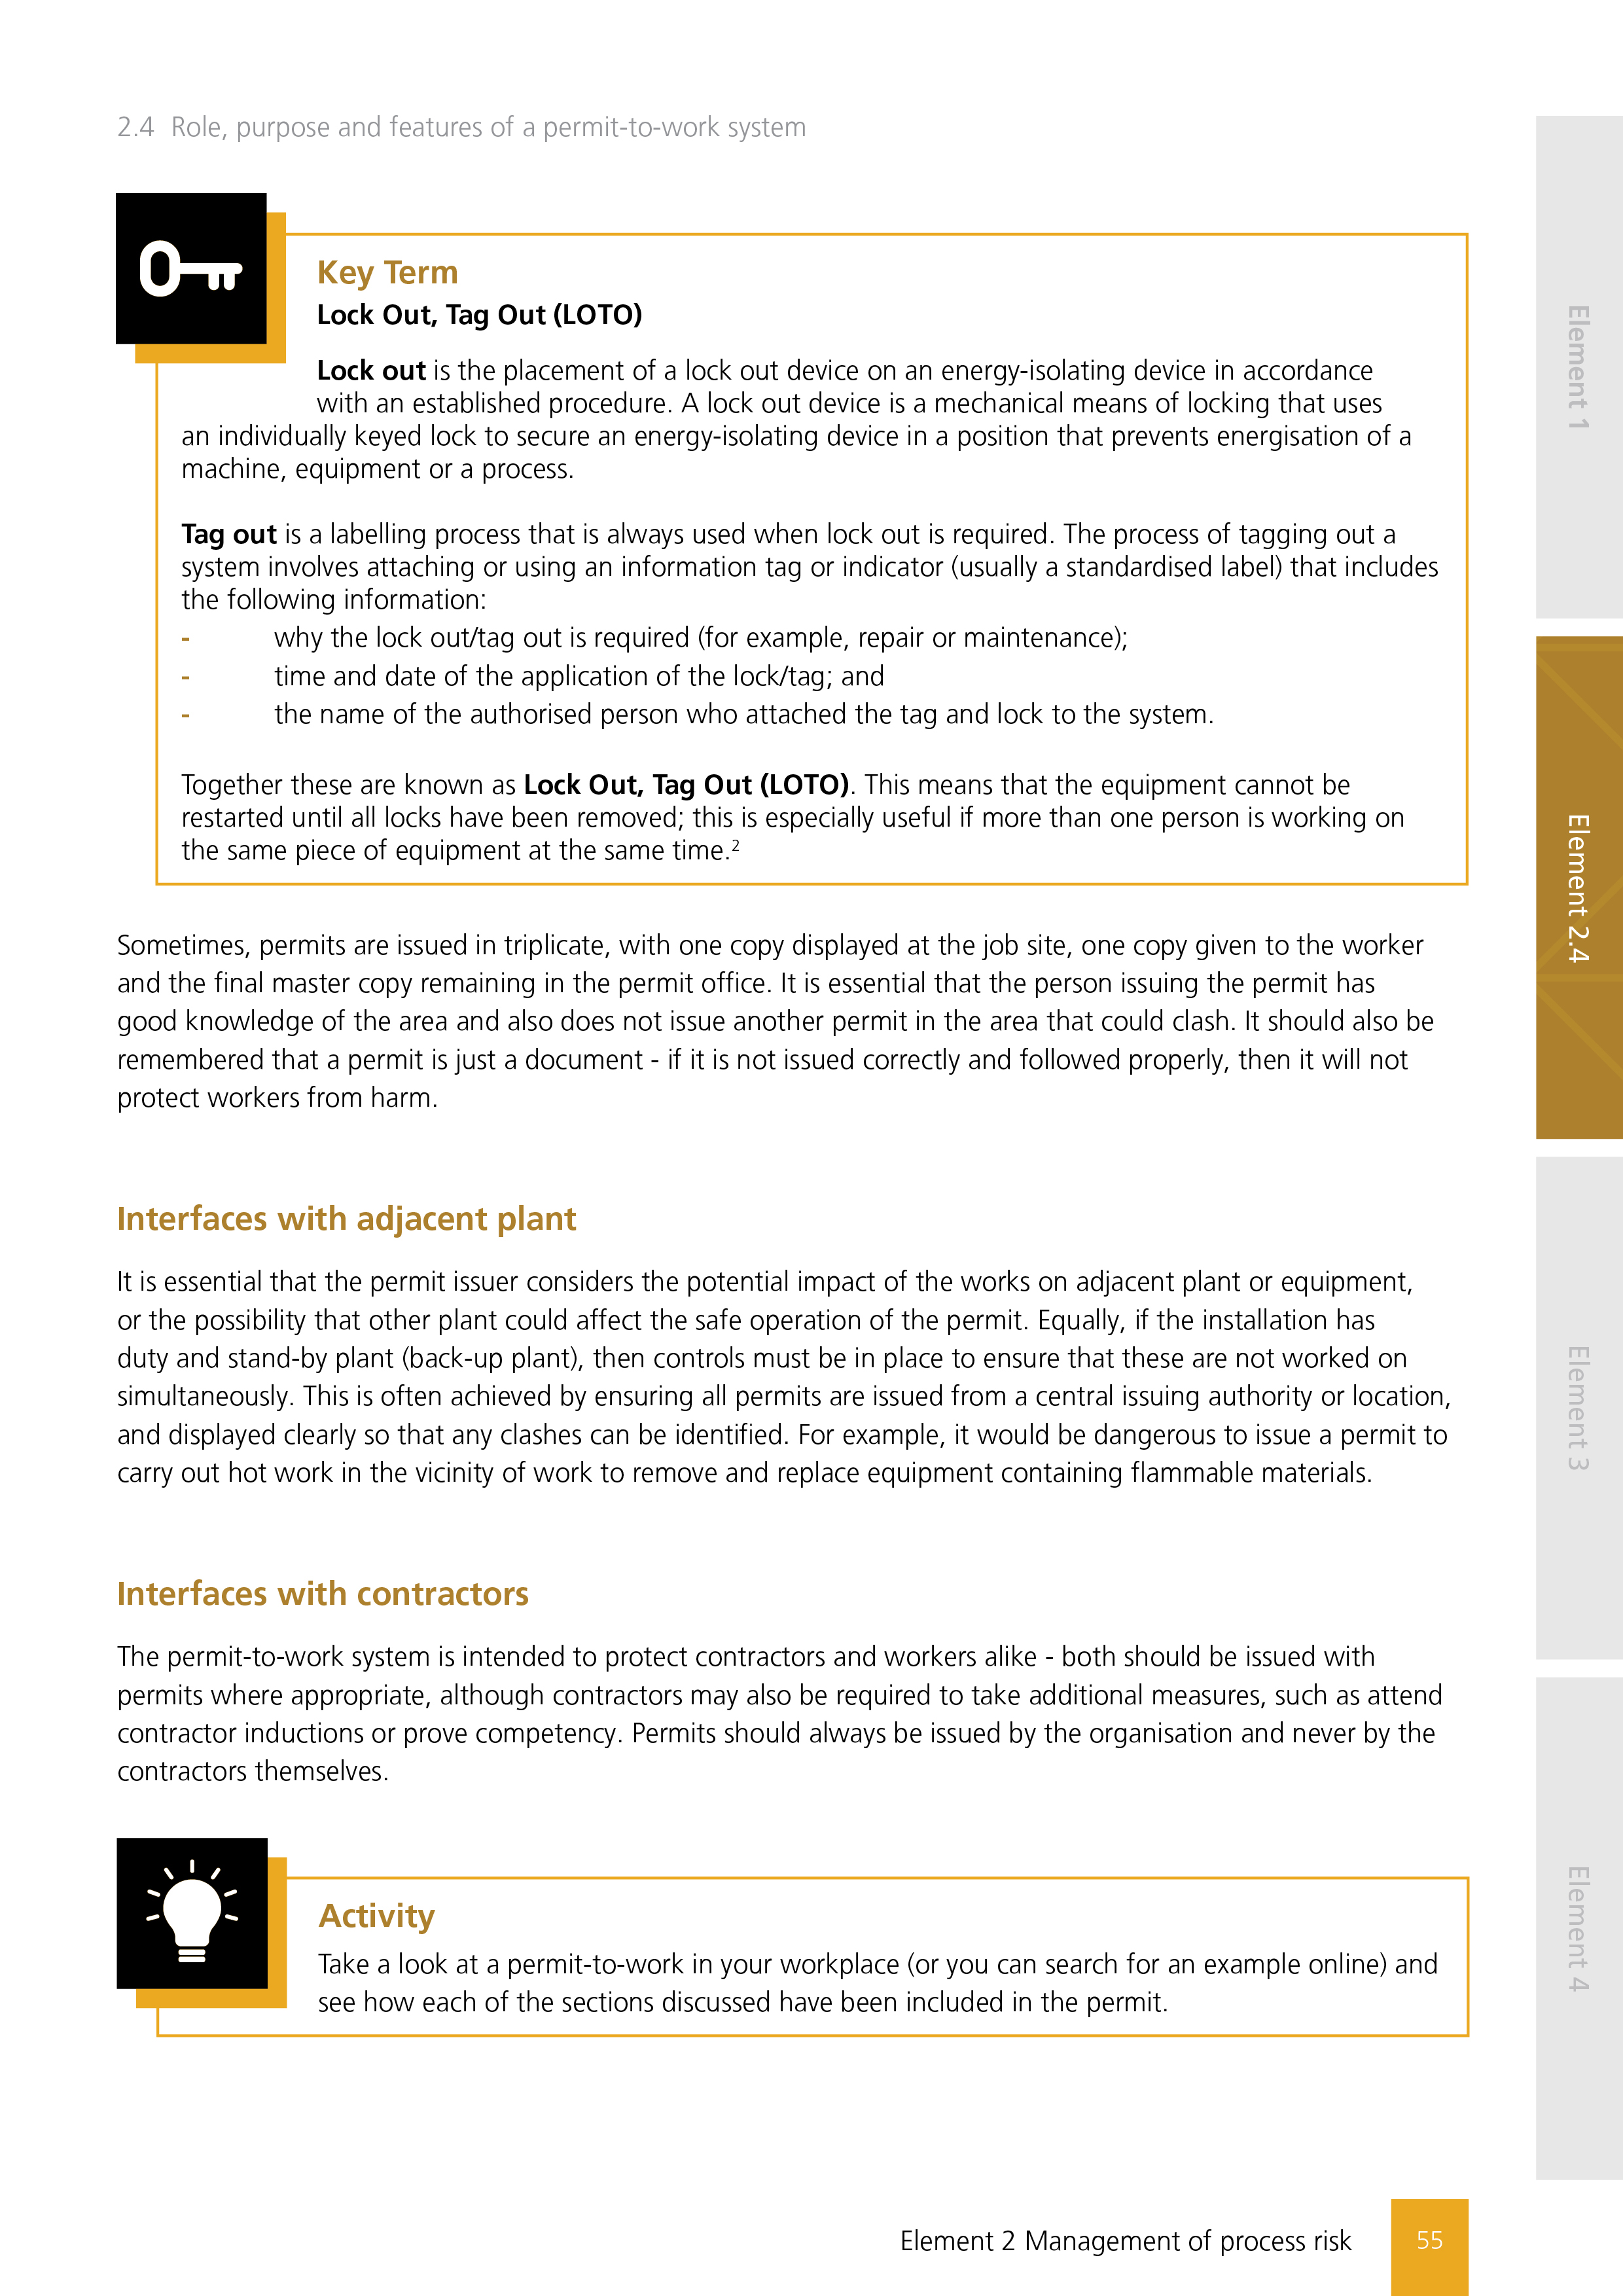 2.4 Role, purpose and features of a permit-to-work system
Key Term
Lock Out, Tag Out (LOTO)
Lock out is the placement of a lock out device on an energy-isolating device in accordance
with an established procedure. A lock out device is a mechanical means of locking that uses
an individually keyed lock to secure an energy-isolating device in a position that prevents energisation of a
machine, equipment or a process.
Tag out is a labelling process that is always used when lock out is required. The process of tagging out a
system involves attaching or using an information tag or indicator (usually a standardised label) that includes
the following information:
- why the lock out/tag out is required (for example, repair or maintenance);
- time and date of the application of the lock/tag; and
- the name of the authorised person who attached the tag and lock to the system.
Together these are known as Lock Out, Tag Out (LOTO). This means that the equipment cannot be
restarted until all locks have been removed; this is especially useful if more than one person is working on
the same piece of equipment at the same time.²
Sometimes, permits are issued in triplicate, with one copy displayed at the job site, one copy given to the worker
and the final master copy remaining in the permit office. It is essential that the person issuing the permit has
good knowledge of the area and also does not issue another permit in the area that could clash. It should also be
remembered that a permit is just a document - if it is not issued correctly and followed properly, then it will not
protect workers from harm.
Interfaces with adjacent plant
It is essential that the permit issuer considers the potential impact of the works on adjacent plant or equipment,
or the possibility that other plant could affect the safe operation of the permit. Equally, if the installation has
duty and stand-by plant (back-up plant), then controls must be in place to ensure that these are not worked on
simultaneously. This is often achieved by ensuring all permits are issued from a central issuing authority or location,
and displayed clearly so that any clashes can be identified. For example, it would be dangerous to issue a permit to
carry out hot work in the vicinity of work to remove and replace equipment containing flammable materials.
Interfaces with contractors
The permit-to-work system is intended to protect contractors and workers alike - both should be issued with
permits where appropriate, although contractors may also be required to take additional measures, such as attend
contractor inductions or prove competency. Permits should always be issued by the organisation and never by the
contractors themselves.
Activity
Take a look at a permit-to-work in your workplace (or you can search for an example online) and
see how each of the sections discussed have been included in the permit.
Element 2 Management of process risk
55
Element 1
Element 2.4
Element 3
Element 4